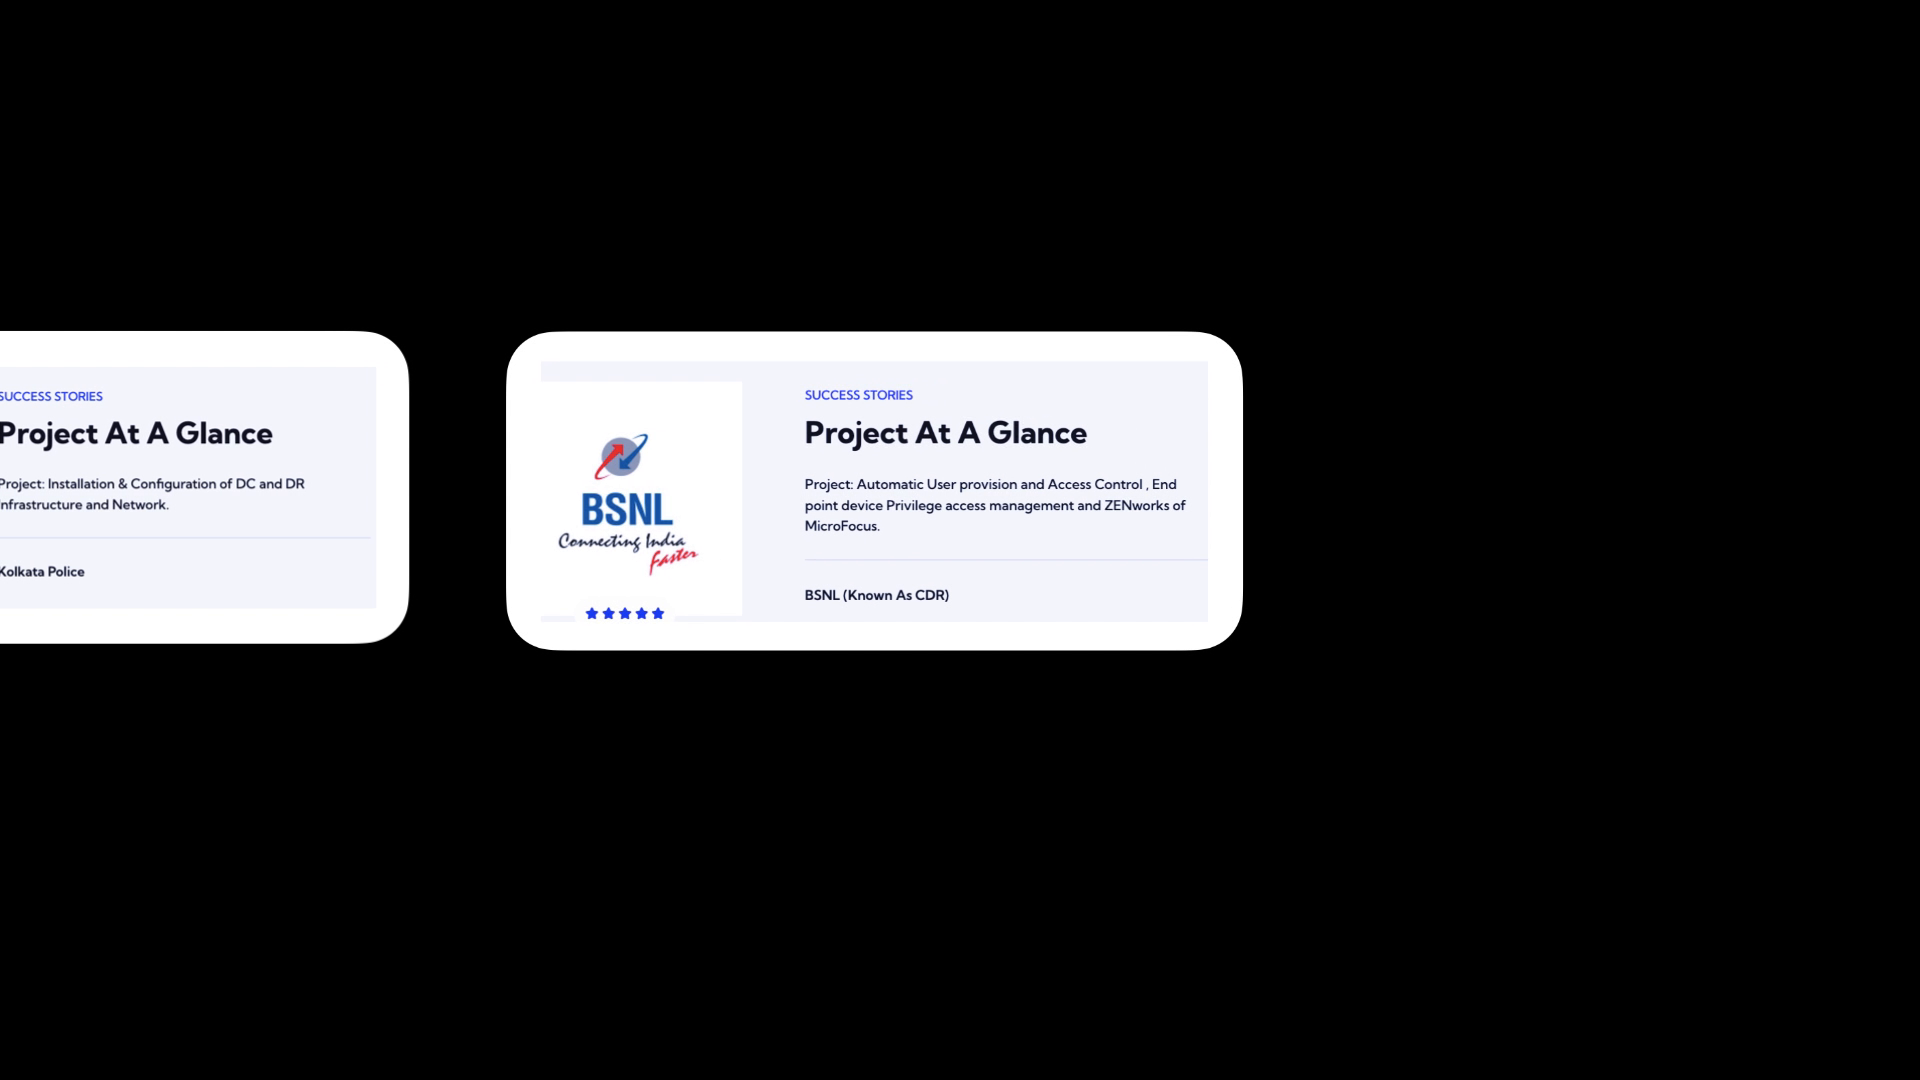 SUCCESS STORIES
Project At A Glance
Project: Installation & Configuration of DC and DR
Infrastructure and Network.
Kolkata Police
BSNL
Connecting India
faster
SUCCESS STORIES
Project At A Glance
Project: Automatic User provision and Access Control , End
point device Privilege access management and ZENworks of
MicroFocus.
BSNL (Known As CDR)